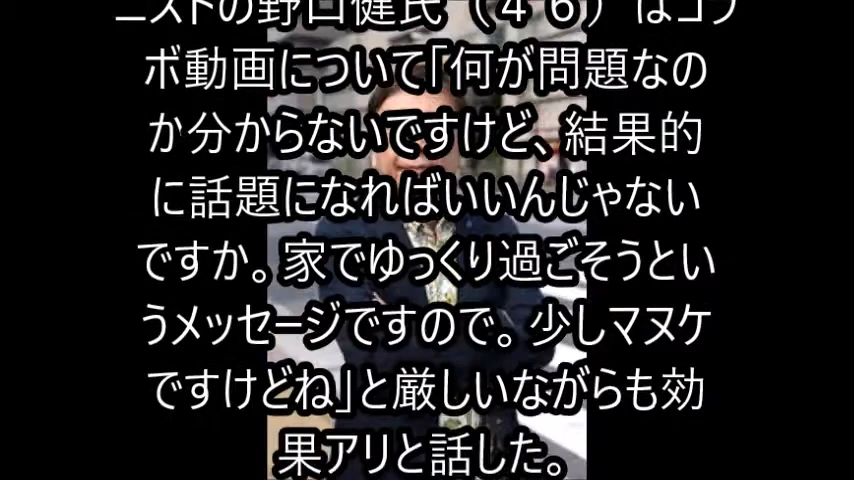 ニストの野口健氏（４６）はコラ
ボ動画について「何が問題なの
か分からないですけど、結果的
に話題になればいいんじゃない
ですか。家でゆっくり過ごそうとい
うメッセージですので。少しマヌケ
ですけどね」と厳しいながらも効
果アリと話した。